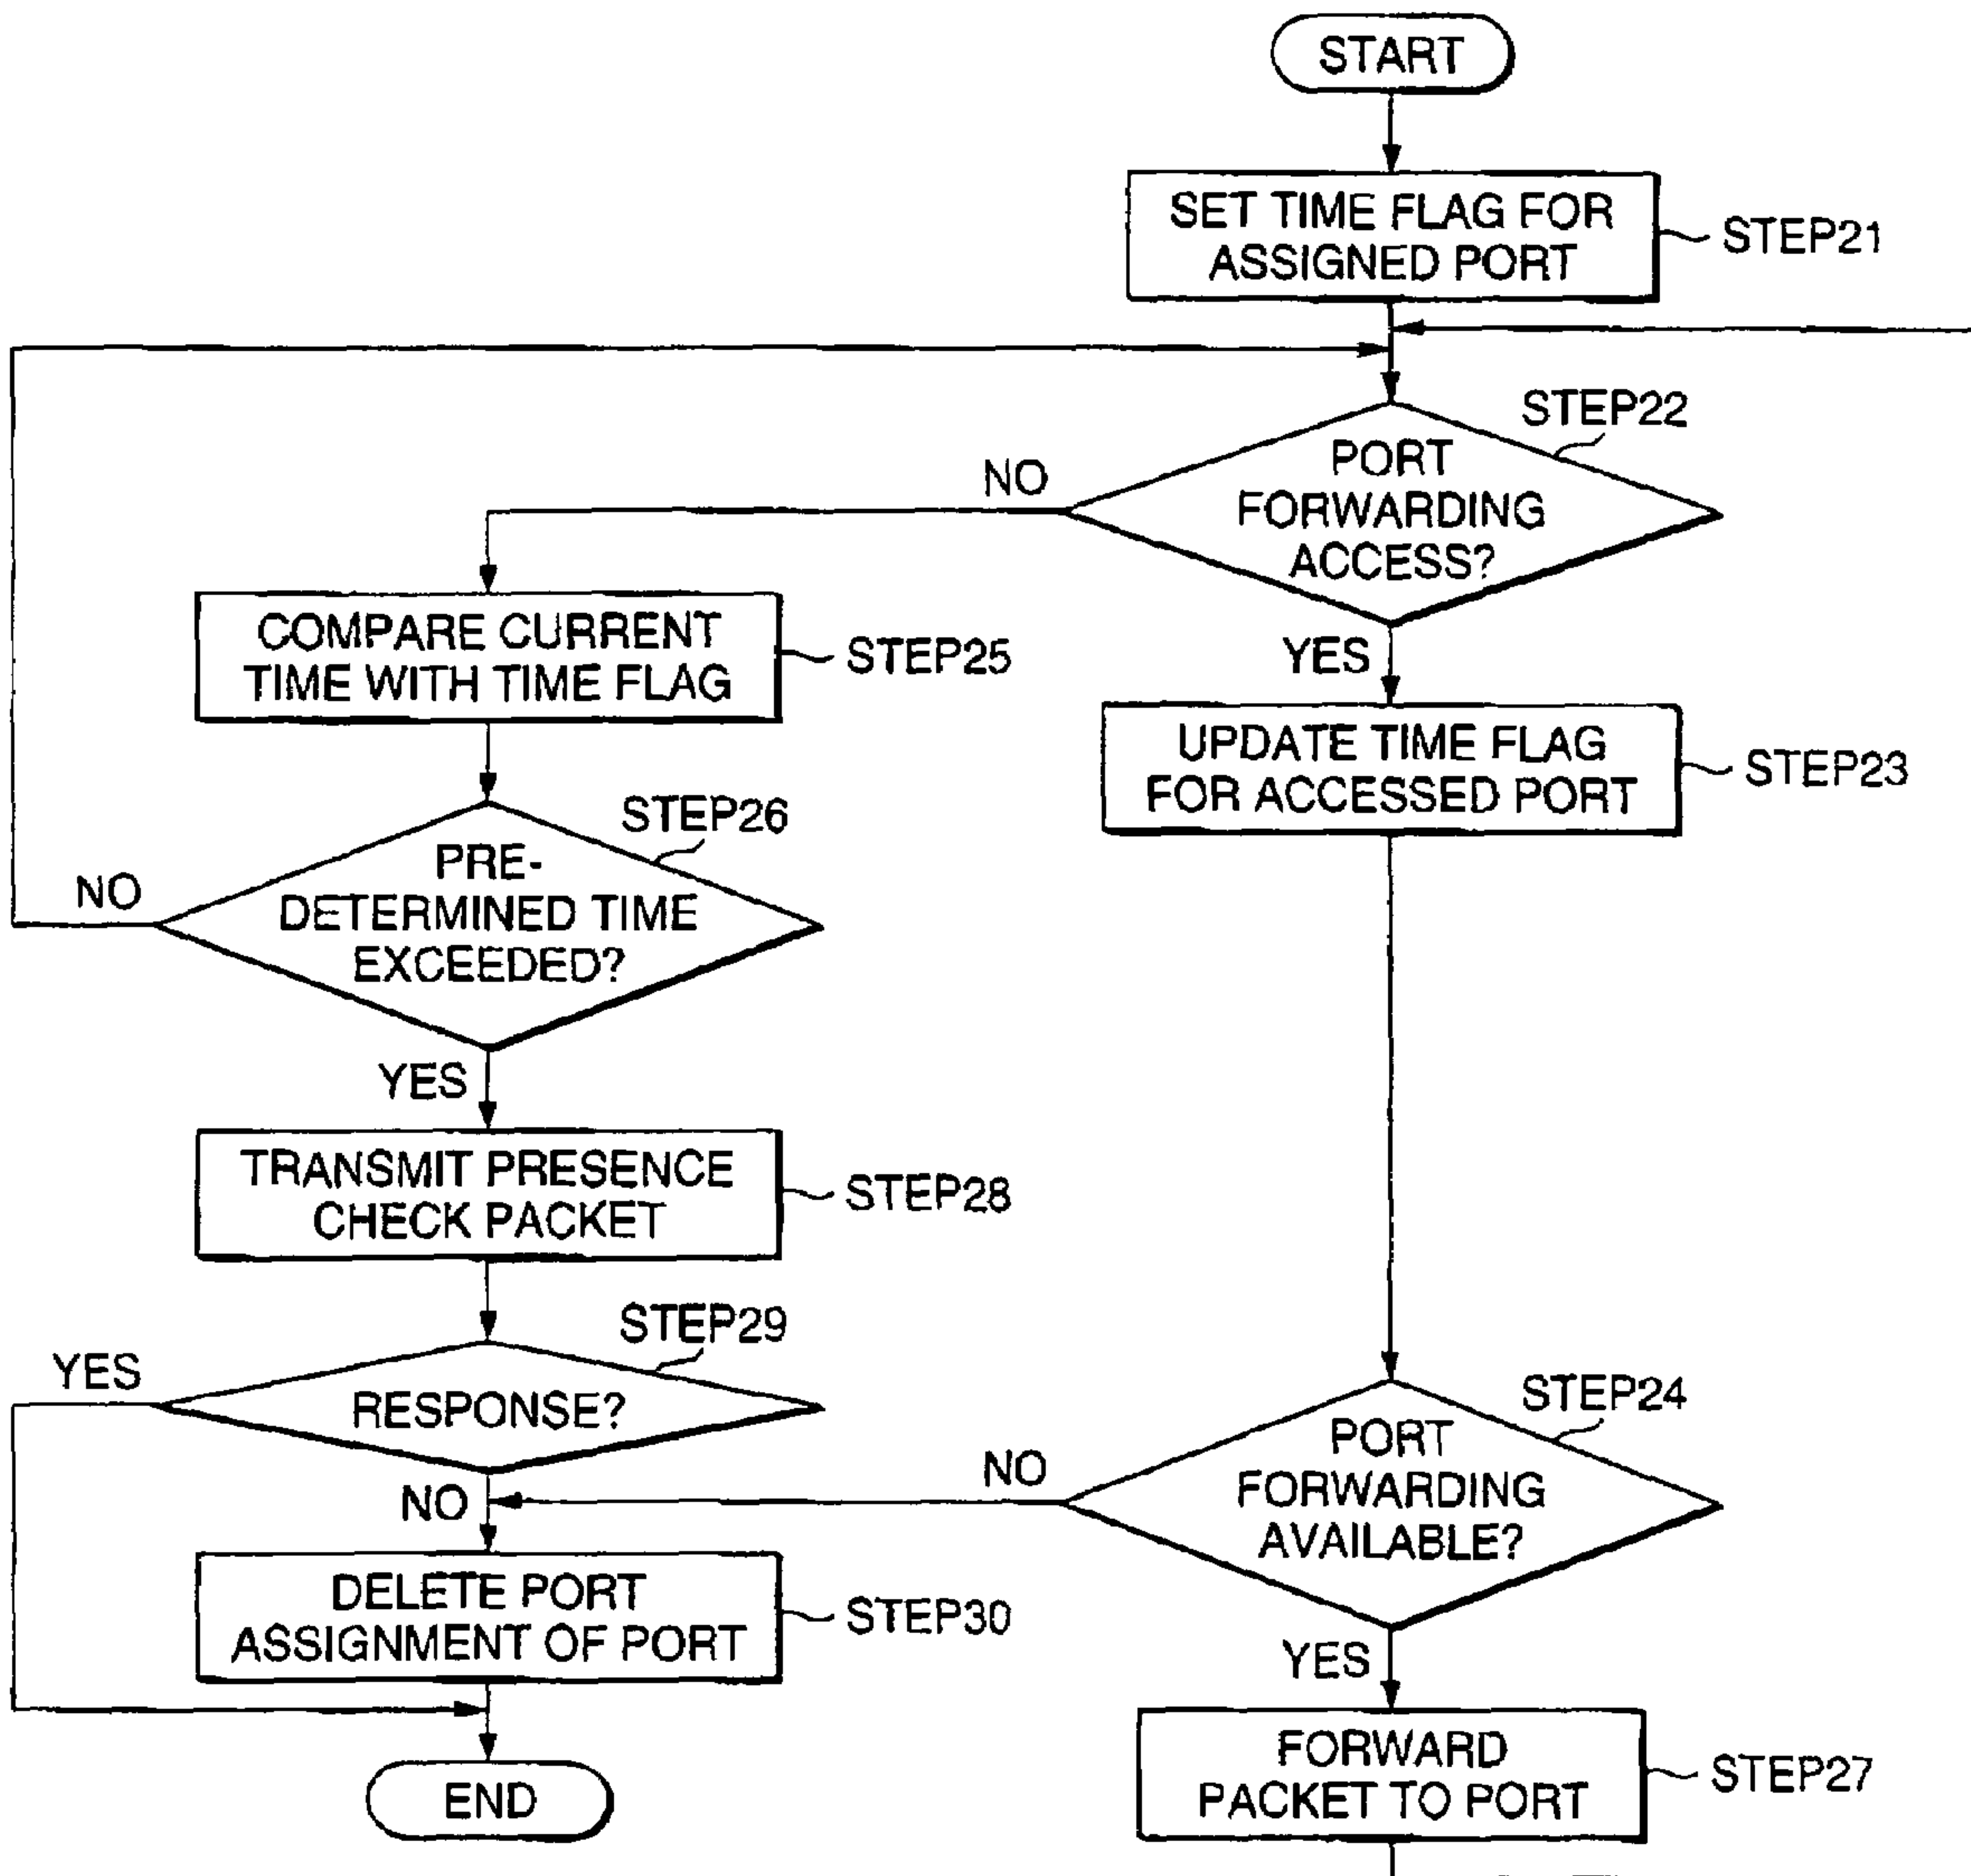 START
SET TIME FLAG FOR
ASSIGNED PORT
STEP21
STEP22
PORT
FORWARDING
ACCESS?
NO
YES
COMPARE CURRENT
TIME WITH TIME FLAG
STEP25
UPDATE TIME FLAG
FOR ACCESSED PORT
STEP23
STEP26
PRE-
DETERMINED TIME
EXCEEDED?
NO
YES
TRANSMIT PRESENCE
CHECK PACKET
STEP28
STEP29
YES
RESPONSE?
NO
STEP24
PORT
FORWARDING
AVAILABLE?
NO
YES
DELETE PORT
ASSIGNMENT OF PORT
STEP30
FORWARD
PACKET TO PORT
STEP27
END